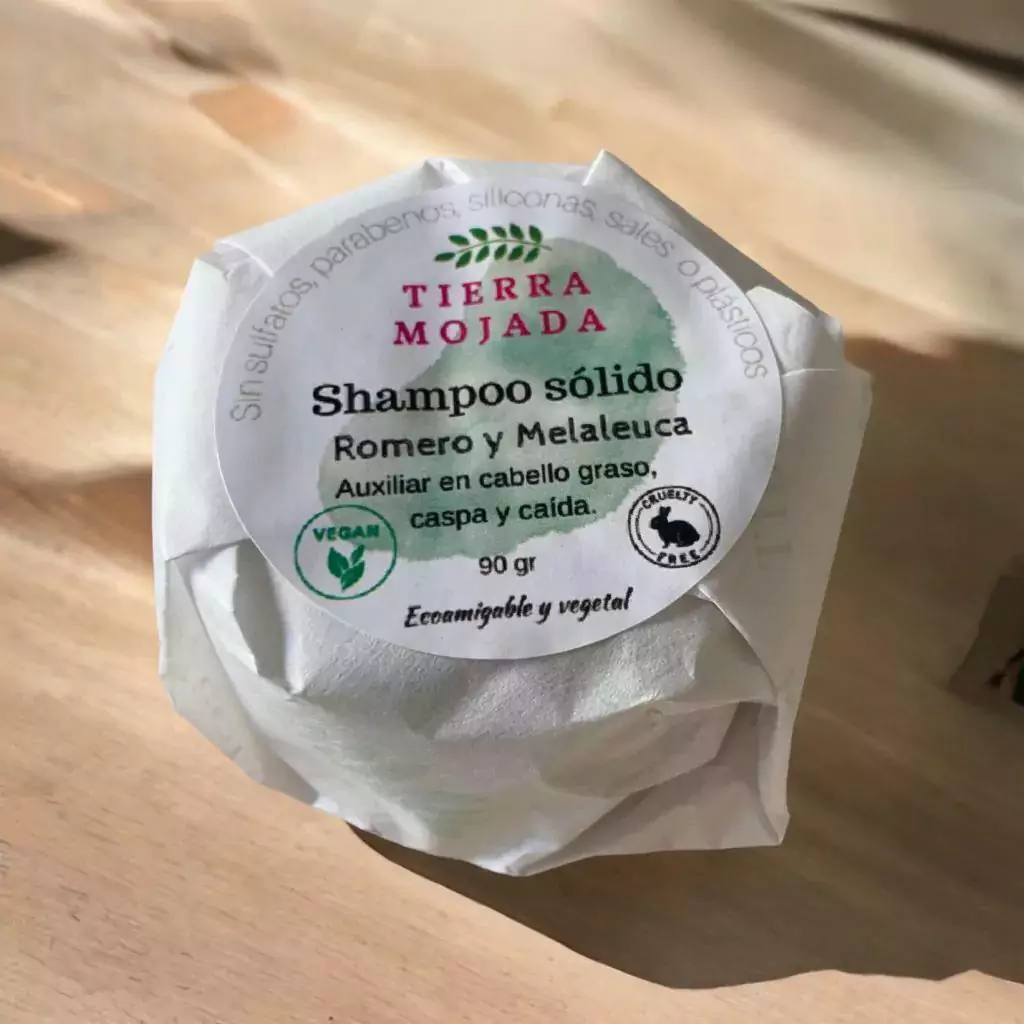 Sin sulfatos, parabenos, siliconas, sales o plásticos
TIERRA
MOJADA
Shampoo sólido
Romero y Melaleuca
Auxiliar en cabello graso,
caspa y caída.
VEGAN
CRUELTY
FREE
90 gr
Ecoamigable y vegetal